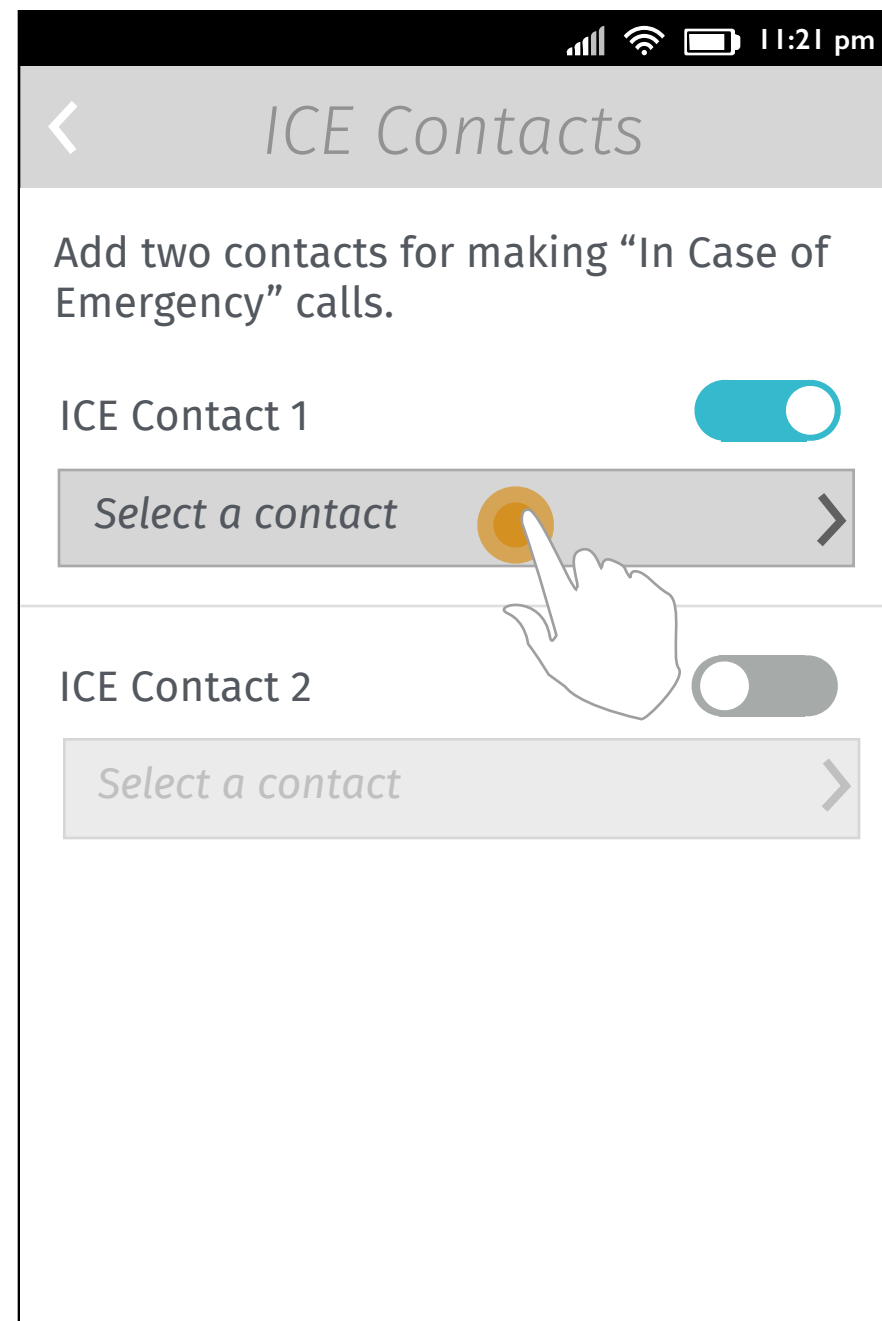 11:21 pm
ICE Contacts
Add two contacts for making “In Case of
Emergency” calls.
ICE Contact 1
Select a contact
ICE Contact 2
Select a contact